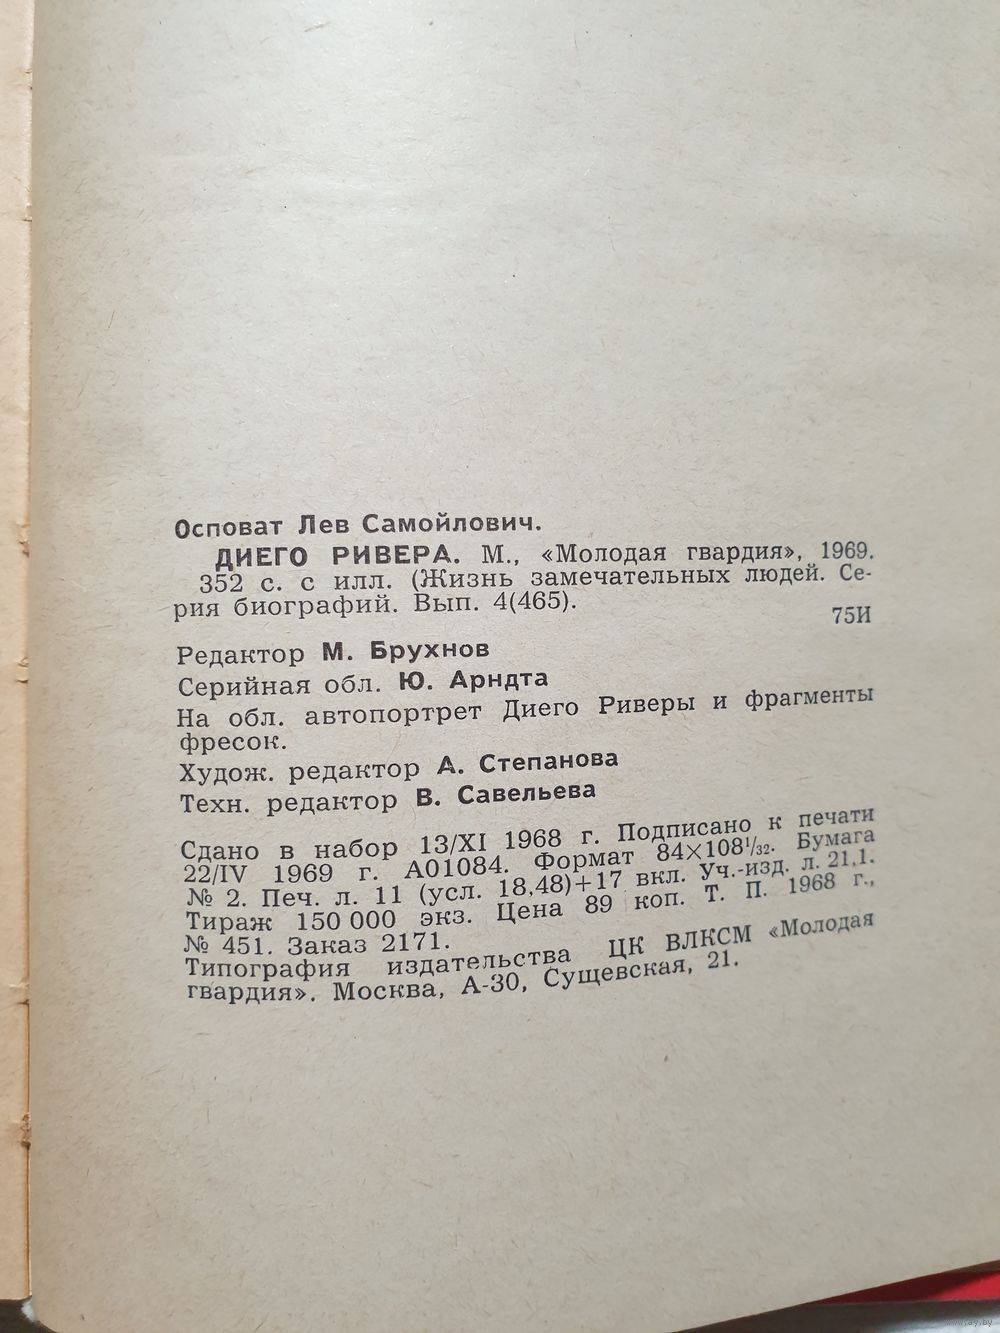 Осповат Лев Самойлович.
ДИЕГО РИВЕРА. М., «Молодая гвардия», 1969.
352 с. с илл. (Жизнь замечательных людей. Се-
рия биографий. Вып. 4(465).
75И
Редактор М. Брухнов
Серийная обл. Ю. Арндта
На обл. автопортрет Диего Риверы и фрагменты
фресок.
Худож. редактор А. Степанова
Техн. редактор В. Савельева
Сдано в набор 13/XI 1968 г. Подписано к печати
22/IV 1969 г. А01084. Формат 84×108¹/₃₂. Бумага
№ 2. Печ. л. 11 (усл. 18,48)+17 вкл. Уч.-изд. л. 21,1.
Тираж 150 000 экз. Цена 89 коп. Т. П. 1968 г.,
№ 451. Заказ 2171.
Типография издательства ЦК ВЛКСМ «Молодая
гвардия». Москва, А-30, Сущевская, 21.